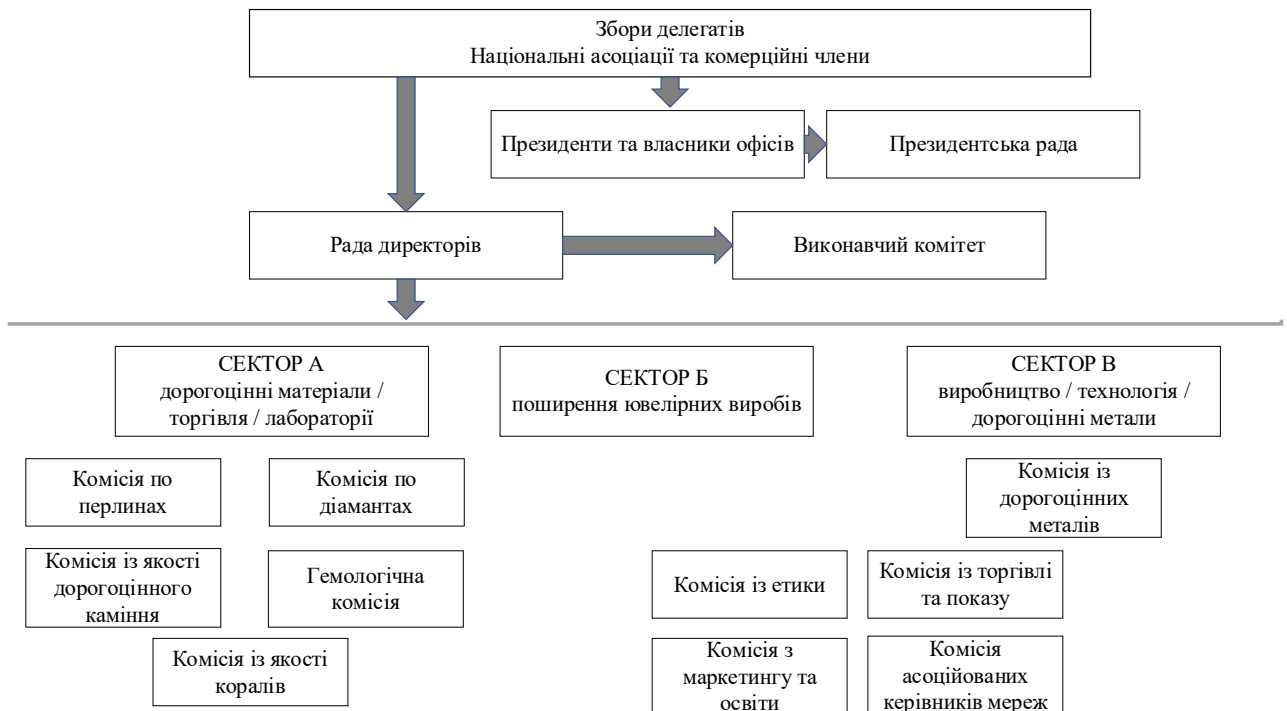 Збори делегатів
Національні асоціації та комерційні члени
Президенти та власники офісів
Президентська рада
Рада директорів
Виконавчий комітет
СЕКТОР А
дорогоцінні матеріали /
торгівля / лабораторії
СЕКТОР Б
поширення ювелірних виробів
СЕКТОР В
виробництво / технологія /
дорогоцінні метали
Комісія по
перлинах
Комісія по
діамантах
Комісія із
дорогоцінних
металів
Комісія із якості
дорогоцінного
каміння
Гемологічна
комісія
Комісія із етики
Комісія із торгівлі
та показу
Комісія із якості
коралів
Комісія з
маркетингу та
освіти
Комісія
асоційованих
керівників мереж